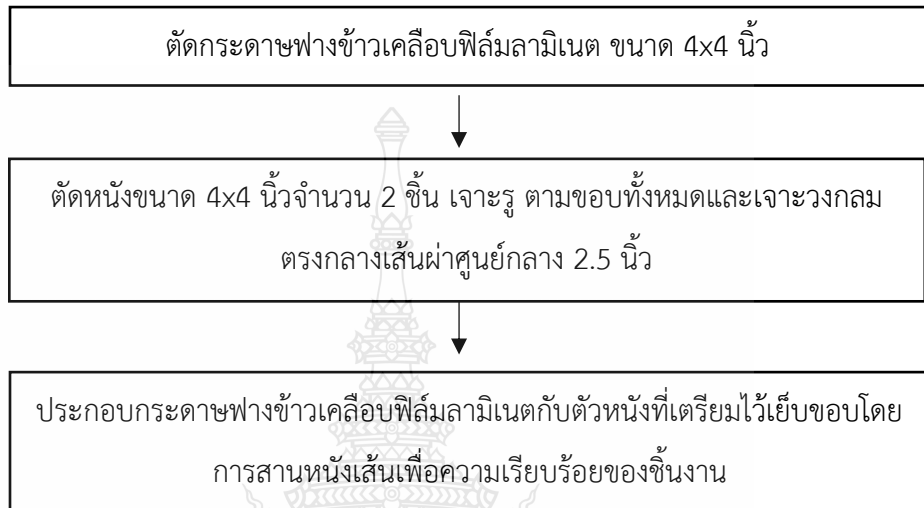 ตัดกระดาษฟางข้าวเคลือบฟิล์มลามิเนต ขนาด 4x4 นิ้ว
ตัดหนังขนาด 4x4 นิ้วจำนวน 2 ชิ้น เจาะรู ตามขอบทั้งหมดและเจาะวงกลม
ตรงกลางเส้นผ่าศูนย์กลาง 2.5 นิ้ว
ประกอบกระดาษฟางข้าวเคลือบฟิล์มลามิเนตกับตัวหนังที่เตรียมไว้เย็บขอบโดย
การสานหนังเส้นเพื่อความเรียบร้อยของชิ้นงาน